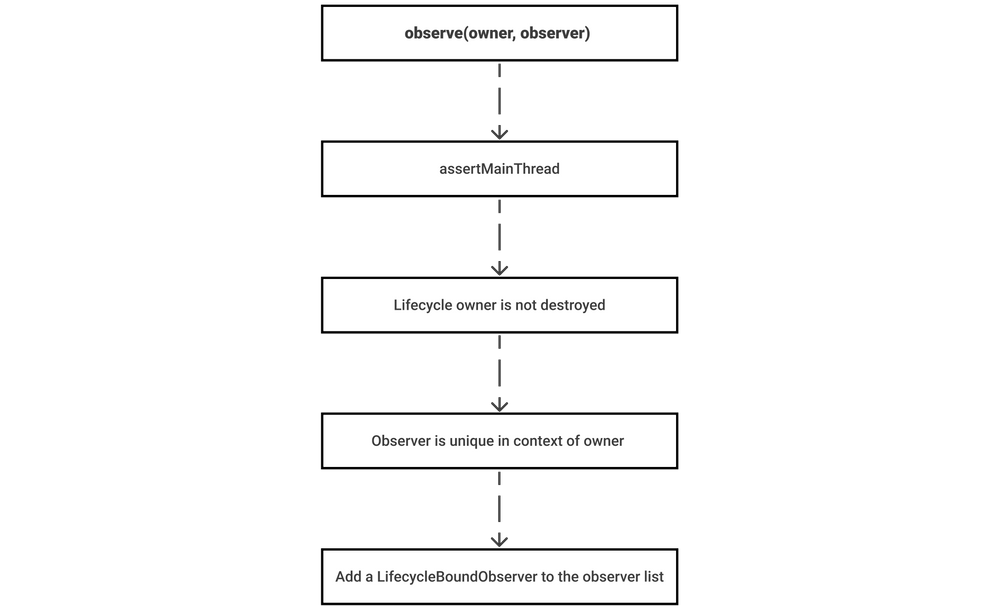 observe(owner, observer)
assertMainThread
Lifecycle owner is not destroyed
Observer is unique in context of owner
Add a LifecycleBoundObserver to the observer list